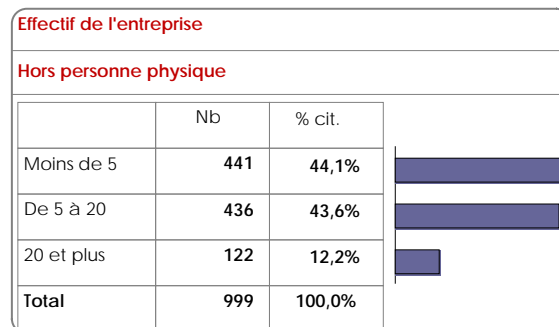 Effectif de l'entreprise
Hors personne physique
Nb % cit.
Moins de 5 441 44,1%
De 5 à 20 436 43,6%
20 et plus 122 12,2%
Total 999 100,0%